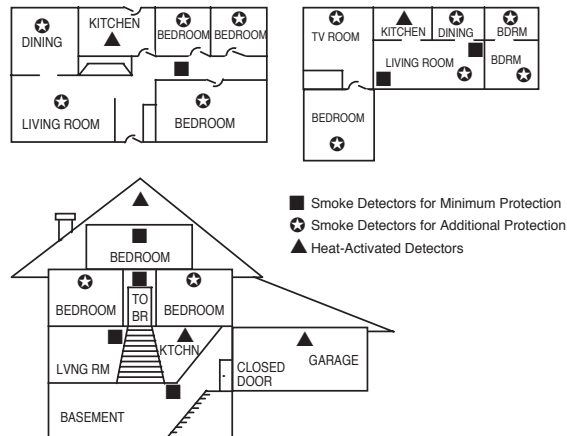 KITCHEN
DINING
BEDROOM
BEDROOM
LIVING ROOM
BEDROOM
TV ROOM
KITCHEN
DINING
BDRM
LIVING ROOM
BDRM
BEDROOM
Smoke Detectors for Minimum Protection
Smoke Detectors for Additional Protection
Heat-Activated Detectors
BEDROOM
BEDROOM
TO
BR
BEDROOM
LVNG RM
KTCHN
CLOSED
DOOR
GARAGE
BASEMENT